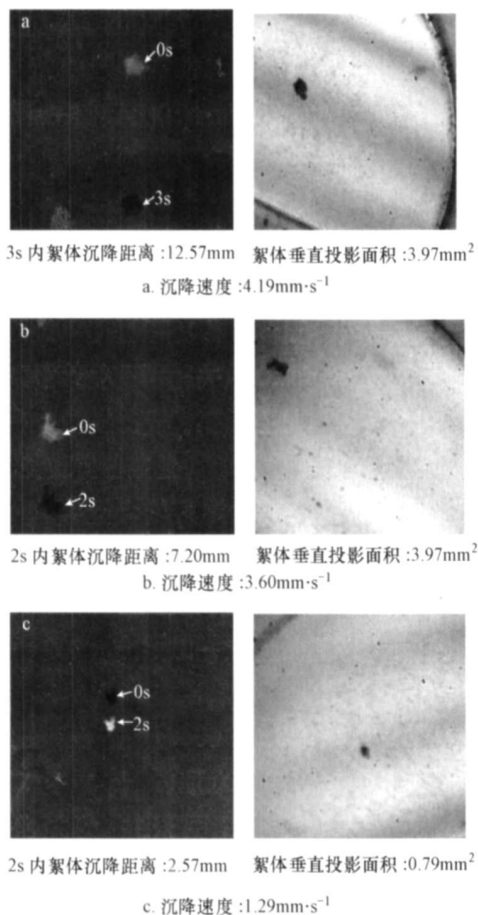 a
0s
3s
3s 内絮体沉降距离:12.57mm 絮体垂直投影面积:3.97mm²
a. 沉降速度:4.19mm·s⁻¹
b
0s
2s
2s 内絮体沉降距离:7.20mm 絮体垂直投影面积:3.97mm²
b. 沉降速度:3.60mm·s⁻¹
c
0s
2s
2s 内絮体沉降距离:2.57mm 絮体垂直投影面积:0.79mm²
c. 沉降速度:1.29mm·s⁻¹